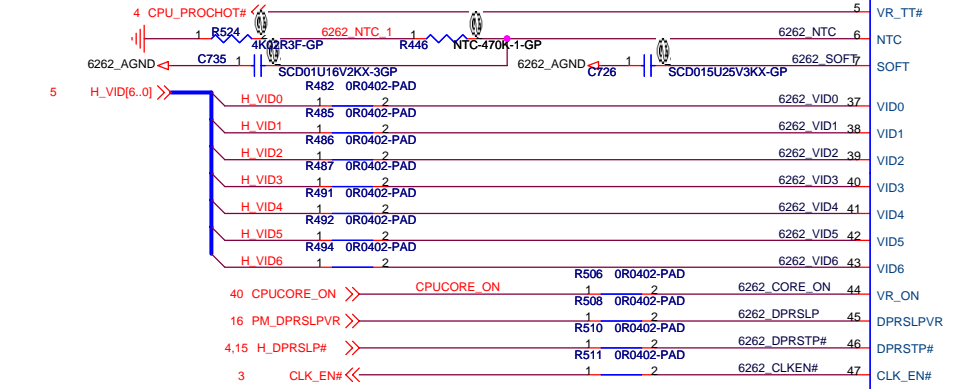 4 CPU_PROCHOT# 5 VR_TT#
1 R524 4K02R3F-GP 6262_NTC_1 1 R446 NTC-470K-1-GP 6262_NTC 6 NTC
6262_AGND C735 1 SCD01U16V2KX-3GP 6262_AGND C726 1 SCD015U25V3KX-GP 6262_SOFT 7 SOFT
5 H_VID[6..0]
R482 0R0402-PAD
H_VID0 1 2 6262_VID0 37 VID0
R485 0R0402-PAD
H_VID1 1 2 6262_VID1 38 VID1
R486 0R0402-PAD
H_VID2 1 2 6262_VID2 39 VID2
R487 0R0402-PAD
H_VID3 1 2 6262_VID3 40 VID3
R491 0R0402-PAD
H_VID4 1 2 6262_VID4 41 VID4
R492 0R0402-PAD
H_VID5 1 2 6262_VID5 42 VID5
R494 0R0402-PAD
H_VID6 1 2 6262_VID6 43 VID6
R506 0R0402-PAD
40 CPUCORE_ON CPUCORE_ON 1 2 6262_CORE_ON 44 VR_ON
R508 0R0402-PAD
16 PM_DPRSLPVR 1 2 6262_DPRSLP 45 DPRSLPVR
R510 0R0402-PAD
4,15 H_DPRSLP# 1 2 6262_DPRSTP# 46 DPRSTP#
R511 0R0402-PAD
3 CLK_EN# 1 2 6262_CLKEN# 47 CLK_EN#